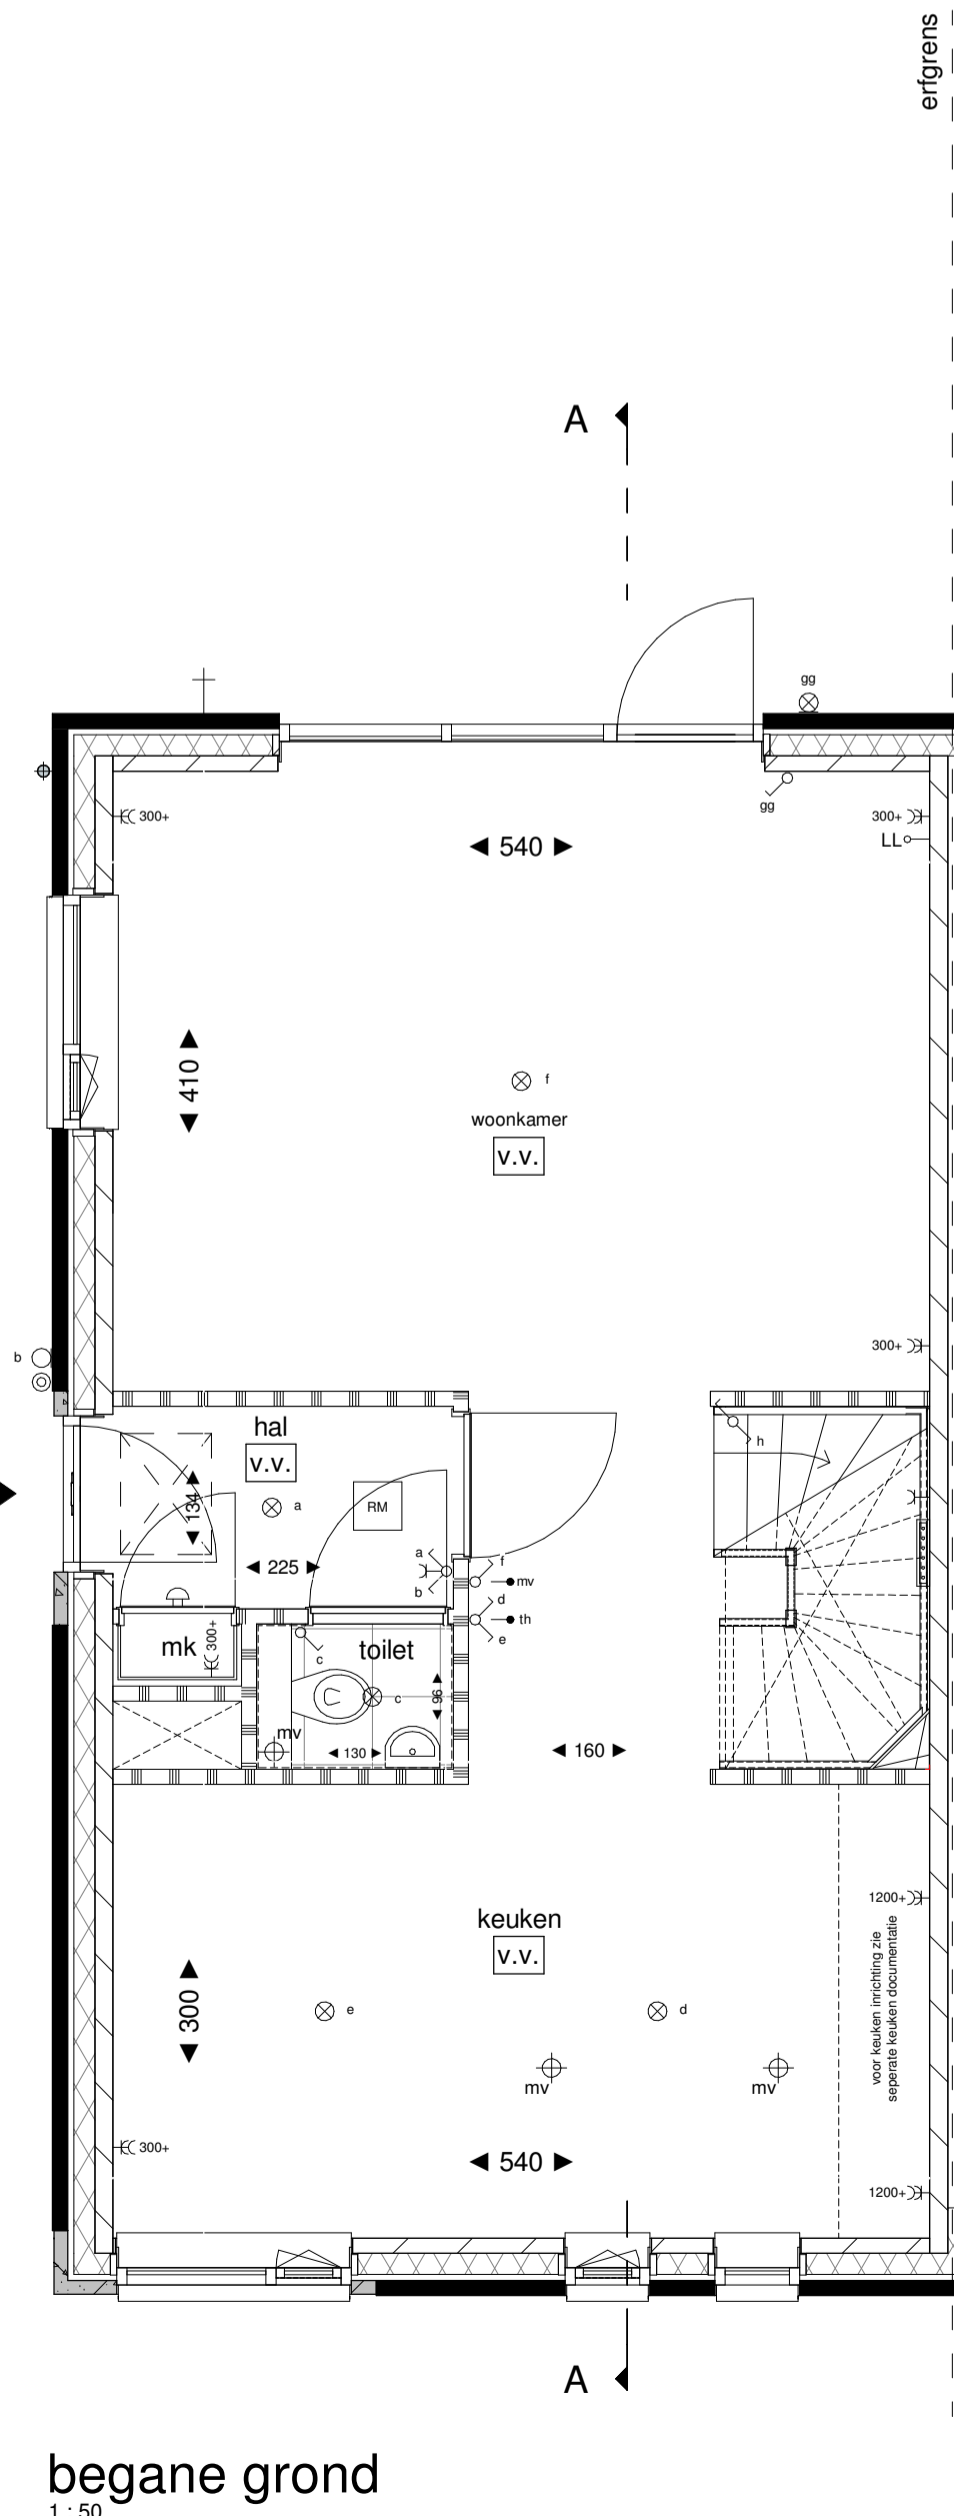 erfgrens
A
gg
gg
300+
300+
LL
540
410
f
woonkamer
v.v.
b
300+
hal
v.v.
h
134
a
RM
225
a
b
f
mv
d
th
e
mk
300+
toilet
c
c
96
mv
130
160
1200+
keuken
v.v.
voor keuken inrichting zie
seperate keuken documentatie
300
e
d
mv
mv
300+
540
1200+
A
begane grond
1 : 50